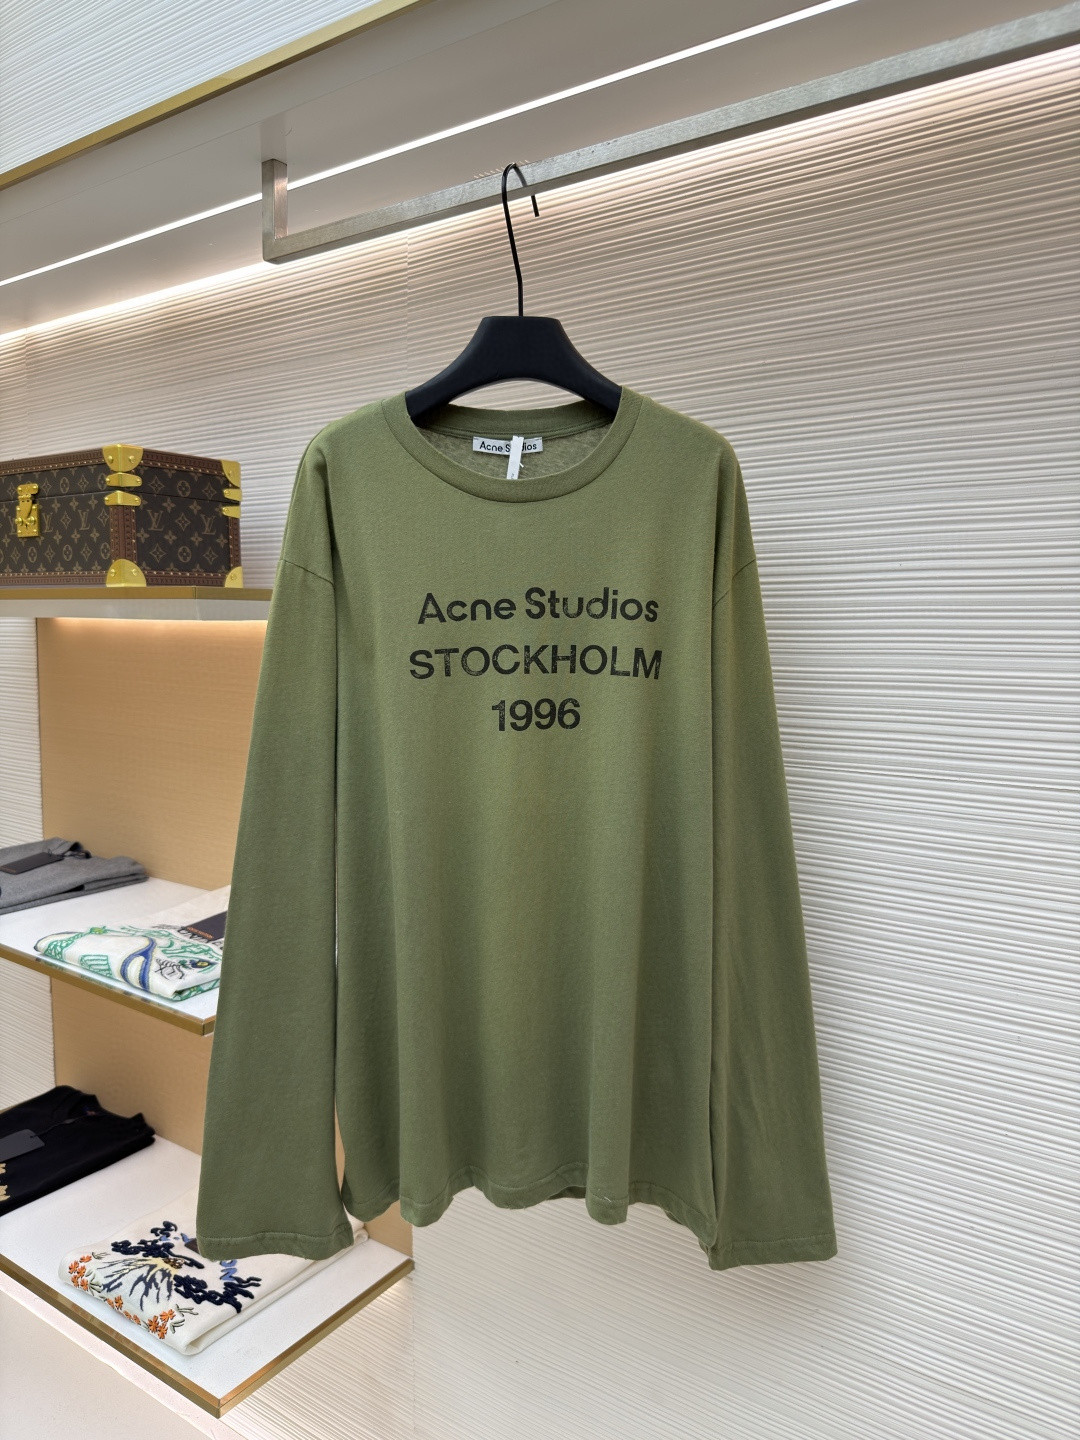 Acne Studios
Acne Studios
STOCKHOLM
1996